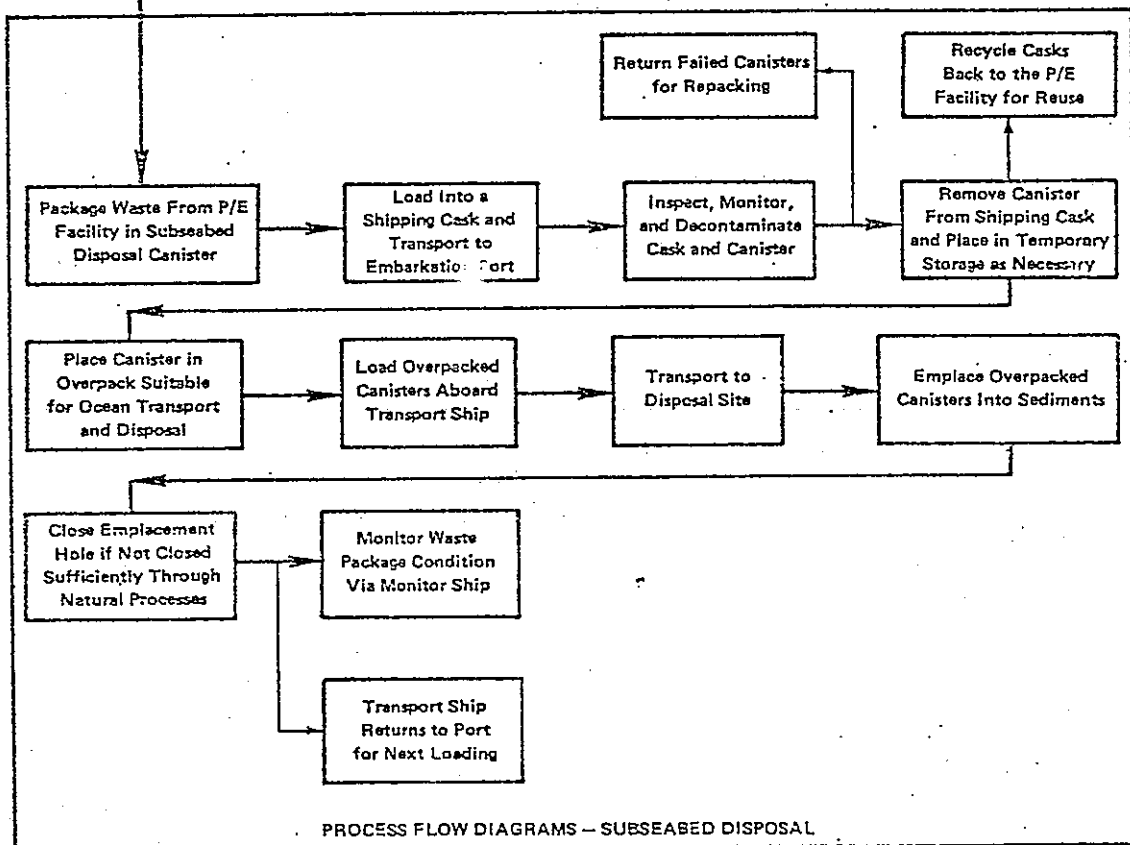 Return Failed Canisters
for Repacking
Recycle Casks
Back to the P/E
Facility for Reuse
Package Waste From P/E
Facility in Subseabed
Disposal Canister
Load Into a
Shipping Cask and
Transport to
Embarkation Port
Inspect, Monitor,
and Decontaminate
Cask and Canister
Remove Canister
From Shipping Cask
and Place in Temporary
Storage as Necessary
Place Canister in
Overpack Suitable
for Ocean Transport
and Disposal
Load Overpacked
Canisters Aboard
Transport Ship
Transport to
Disposal Site
Emplace Overpacked
Canisters Into Sediments
Close Emplacement
Hole if Not Closed
Sufficiently Through
Natural Processes
Monitor Waste
Package Condition
Via Monitor Ship
Transport Ship
Returns to Port
for Next Loading
PROCESS FLOW DIAGRAMS – SUBSEABED DISPOSAL